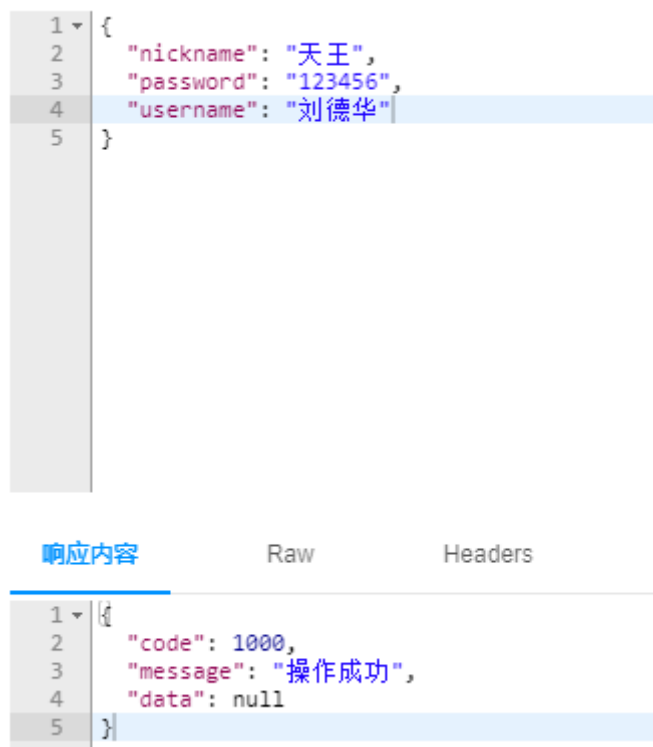 1 {
2 "nickname": "天王",
3 "password": "123456",
4 "username": "刘德华"
5 }
响应内容 Raw Headers
1 {
2 "code": 1000,
3 "message": "操作成功",
4 "data": null
5 }